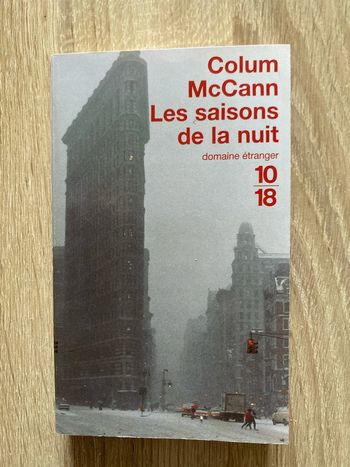 Colum
McCann
Les saisons
de la nuit
domaine étranger
10
18